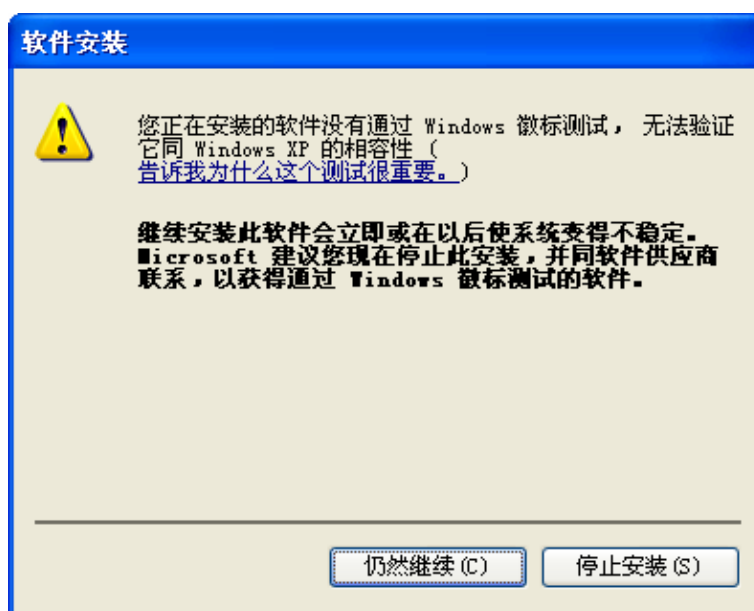 软件安装
您正在安装的软件没有通过 Windows 徽标测试， 无法验证
它同 Windows XP 的相容性 （
告诉我为什么这个测试很重要。）
继续安装此软件会立即或在以后使系统变得不稳定。
Microsoft 建议您现在停止此安装，并同软件供应商
联系，以获得通过 Windows 徽标测试的软件。
仍然继续(C)
停止安装(S)